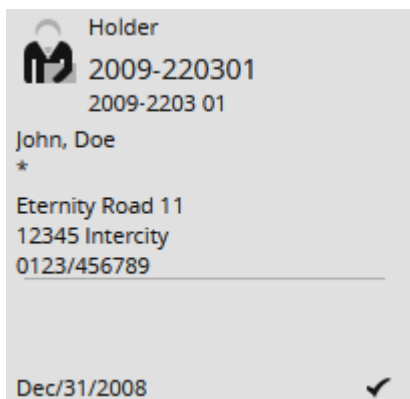 Holder
2009-220301
2009-2203 01
John, Doe
*
Eternity Road 11
12345 Intercity
0123/456789
Dec/31/2008